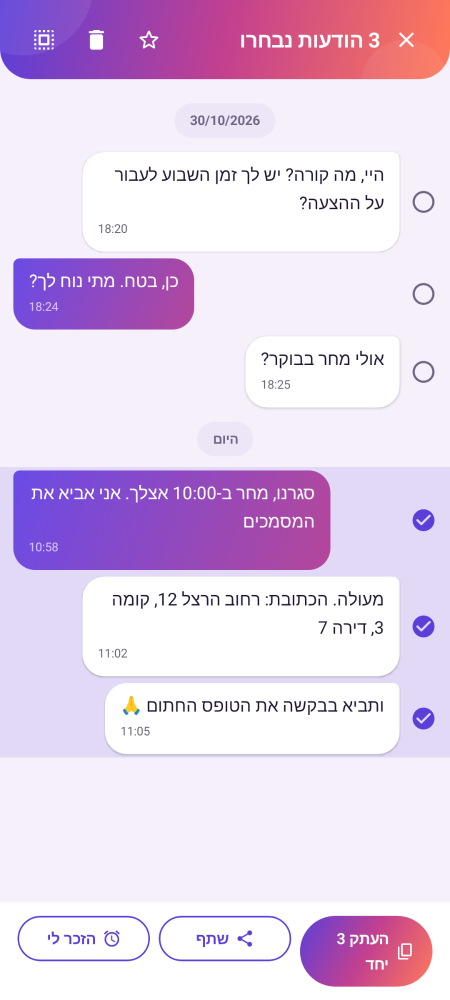 3 הודעות נבחרו
30/10/2026
היי, מה קורה? יש לך זמן השבוע לעבור
על ההצעה?
18:20
כן, בטח. מתי נוח לך?
18:24
אולי מחר בבוקר?
18:25
היום
סגרנו, מחר ב-10:00 אצלך. אני אביא את
המסמכים
10:58
מעולה. הכתובת: רחוב הרצל 12, קומה
3, דירה 7
11:02
ותביא בבקשה את הטופס החתום 🙏
11:05
העתק 3
יחד
שתף
הזכר לי